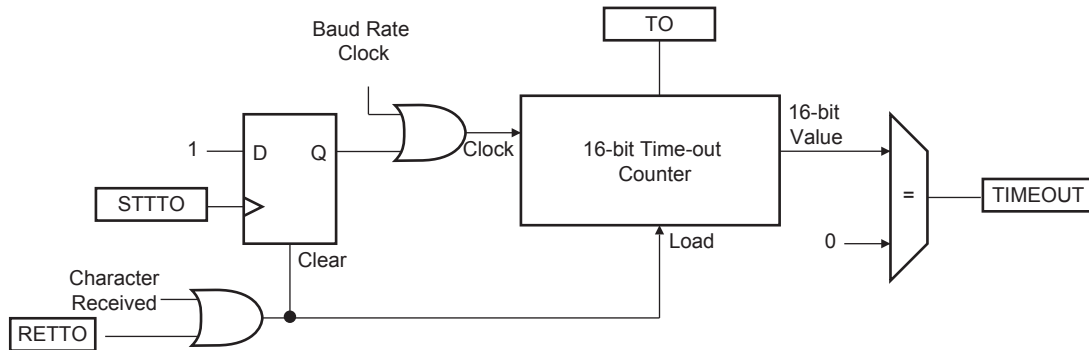 TO
Baud Rate
Clock
16-bit
Value
1
D
Q
Clock
16-bit Time-out
Counter
=
TIMEOUT
STTTO
0
Load
Clear
Character
Received
RETTO